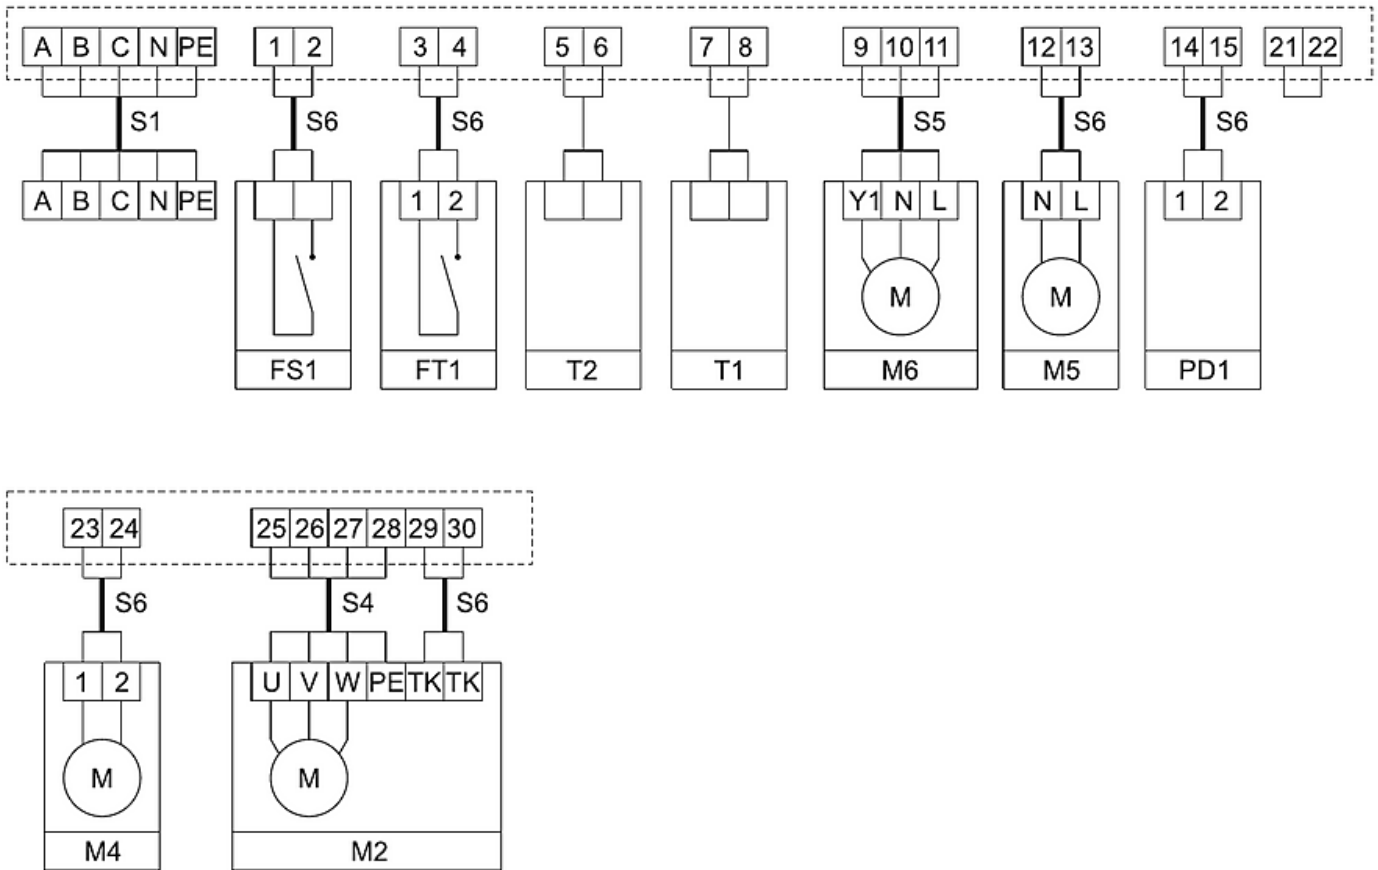 A B C N PE 1 2 3 4 5 6 7 8 9 10 11 12 13 14 15 21 22
S1 S6 S6 S5 S6 S6
A B C N PE 1 2 Y1 N L N L 1 2
M M
FS1 FT1 T2 T1 M6 M5 PD1
23 24 25 26 27 28 29 30
S6 S4 S6
1 2 U V W PE TK TK
M M
M4 M2